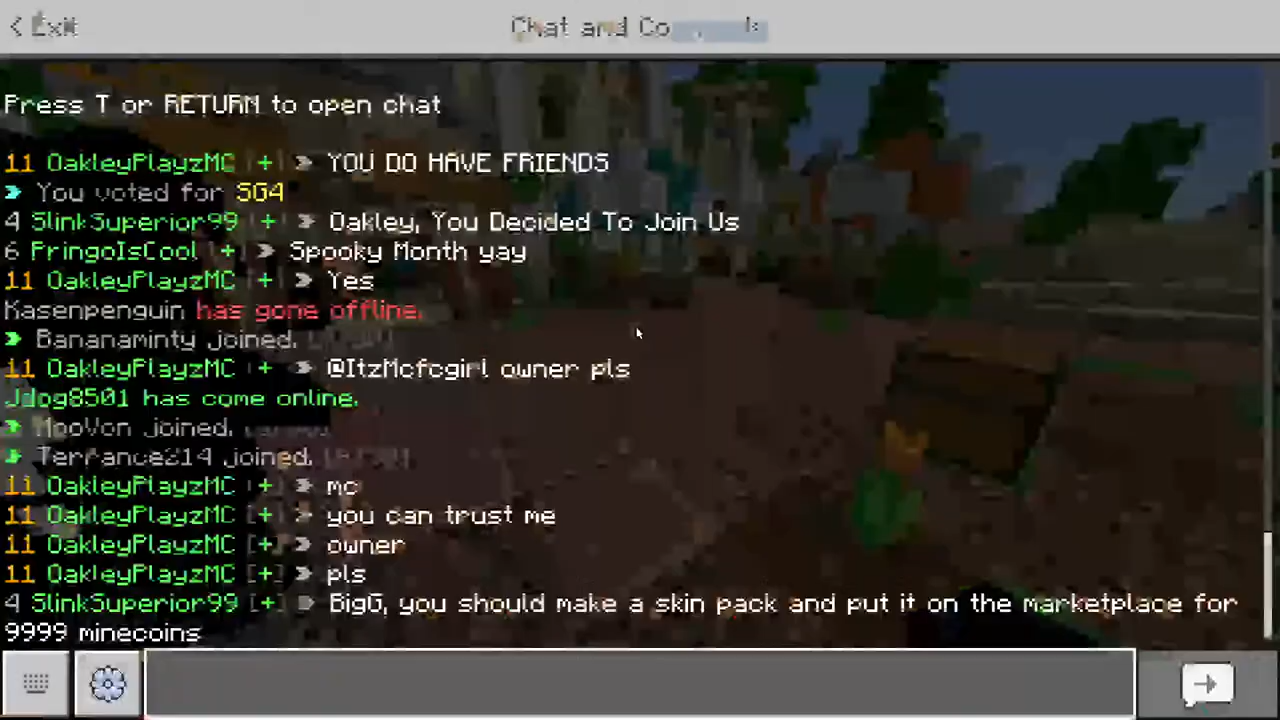 Exit
Chat and Co
Press T or RETURN to open chat
11 OakleyPlayzMC [+] » YOU DO HAVE FRIENDS
» You voted for SG4
4 SlinkSuperior99 [+] » Oakley, You Decided To Join Us
6 FringoIsCool [+] » Spooky Month yay
11 OakleyPlayzMC [+] » Yes
Kasenpenguin has gone offline.
» Bananaminty joined.
11 OakleyPlayzMC [+] » @ItzMcfcgirl owner pls
Jdog8501 has come online.
» MooVon joined.
» Terrance214 joined.
11 OakleyPlayzMC [+] » mc
11 OakleyPlayzMC [+] » you can trust me
11 OakleyPlayzMC [+] » owner
11 OakleyPlayzMC [+] » pls
4 SlinkSuperior99 [+] » BigG, you should make a skin pack and put it on the marketplace for
9999 minecoins